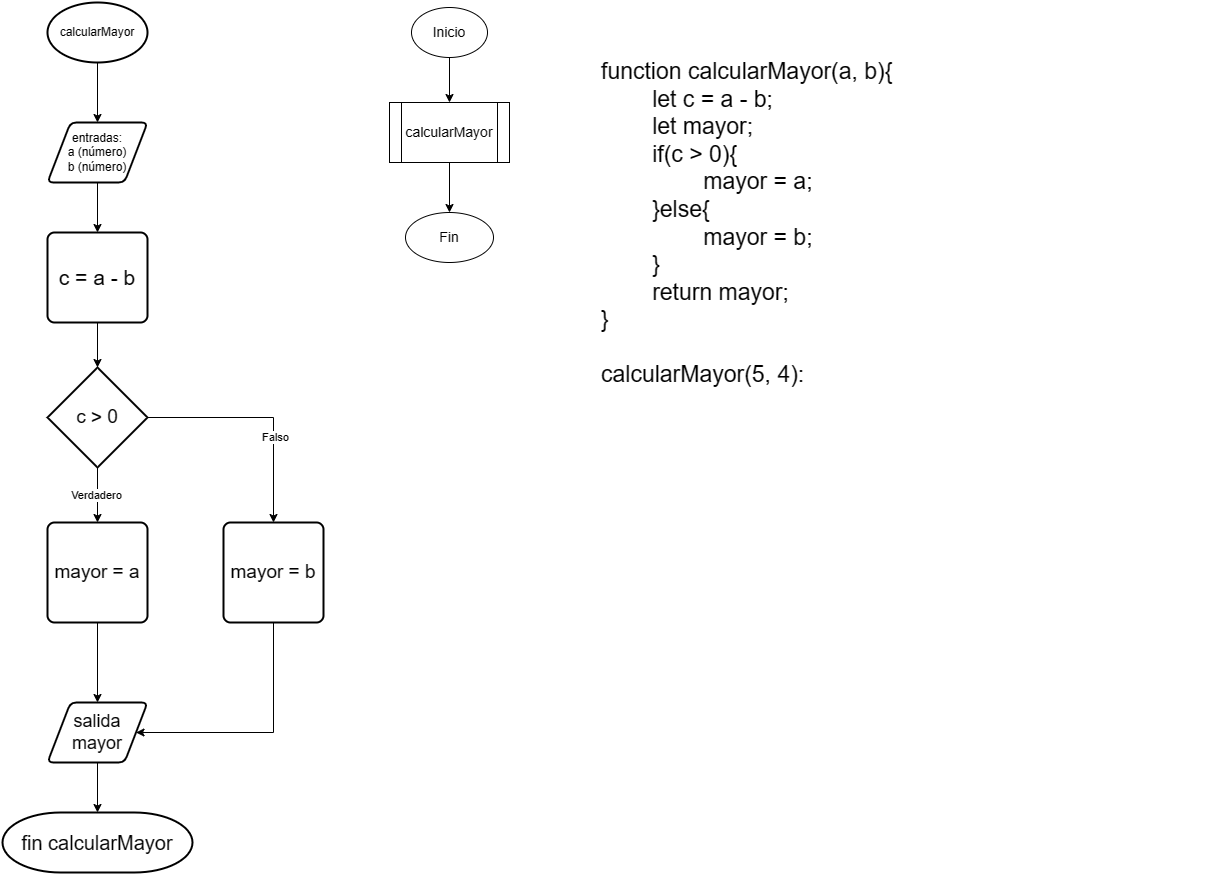 calcularMayor
entradas:
a (número)
b (número)
c = a - b
c > 0
Falso
Verdadero
mayor = a
mayor = b
salida
mayor
fin calcularMayor
Inicio
calcularMayor
Fin
function calcularMayor(a, b){
let c = a - b;
let mayor;
if(c > 0){
mayor = a;
}else{
mayor = b;
}
return mayor;
}
calcularMayor(5, 4):